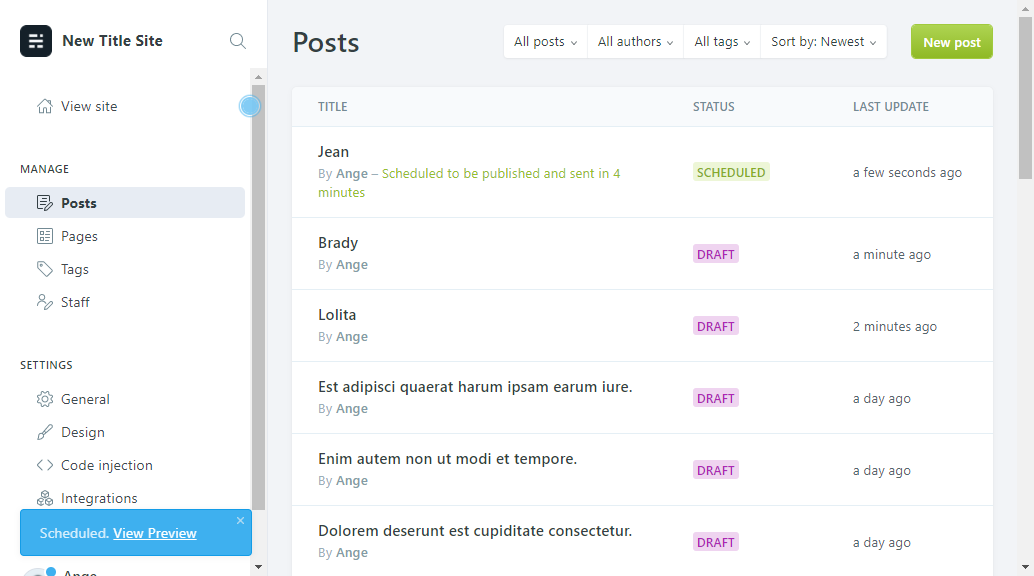 New Title Site
View site
MANAGE
Posts
Pages
Tags
Staff
SETTINGS
General
Design
Code injection
Integrations
Scheduled. View Preview
Ange
Posts
All posts
All authors
All tags
Sort by: Newest
New post
TITLE STATUS LAST UPDATE
Jean
By Ange – Scheduled to be published and sent in 4
minutes
SCHEDULED
a few seconds ago
Brady
By Ange
DRAFT
a minute ago
Lolita
By Ange
DRAFT
2 minutes ago
Est adipisci quaerat harum ipsam earum iure.
By Ange
DRAFT
a day ago
Enim autem non ut modi et tempore.
By Ange
DRAFT
a day ago
Dolorem deserunt est cupiditate consectetur.
By Ange
DRAFT
a day ago